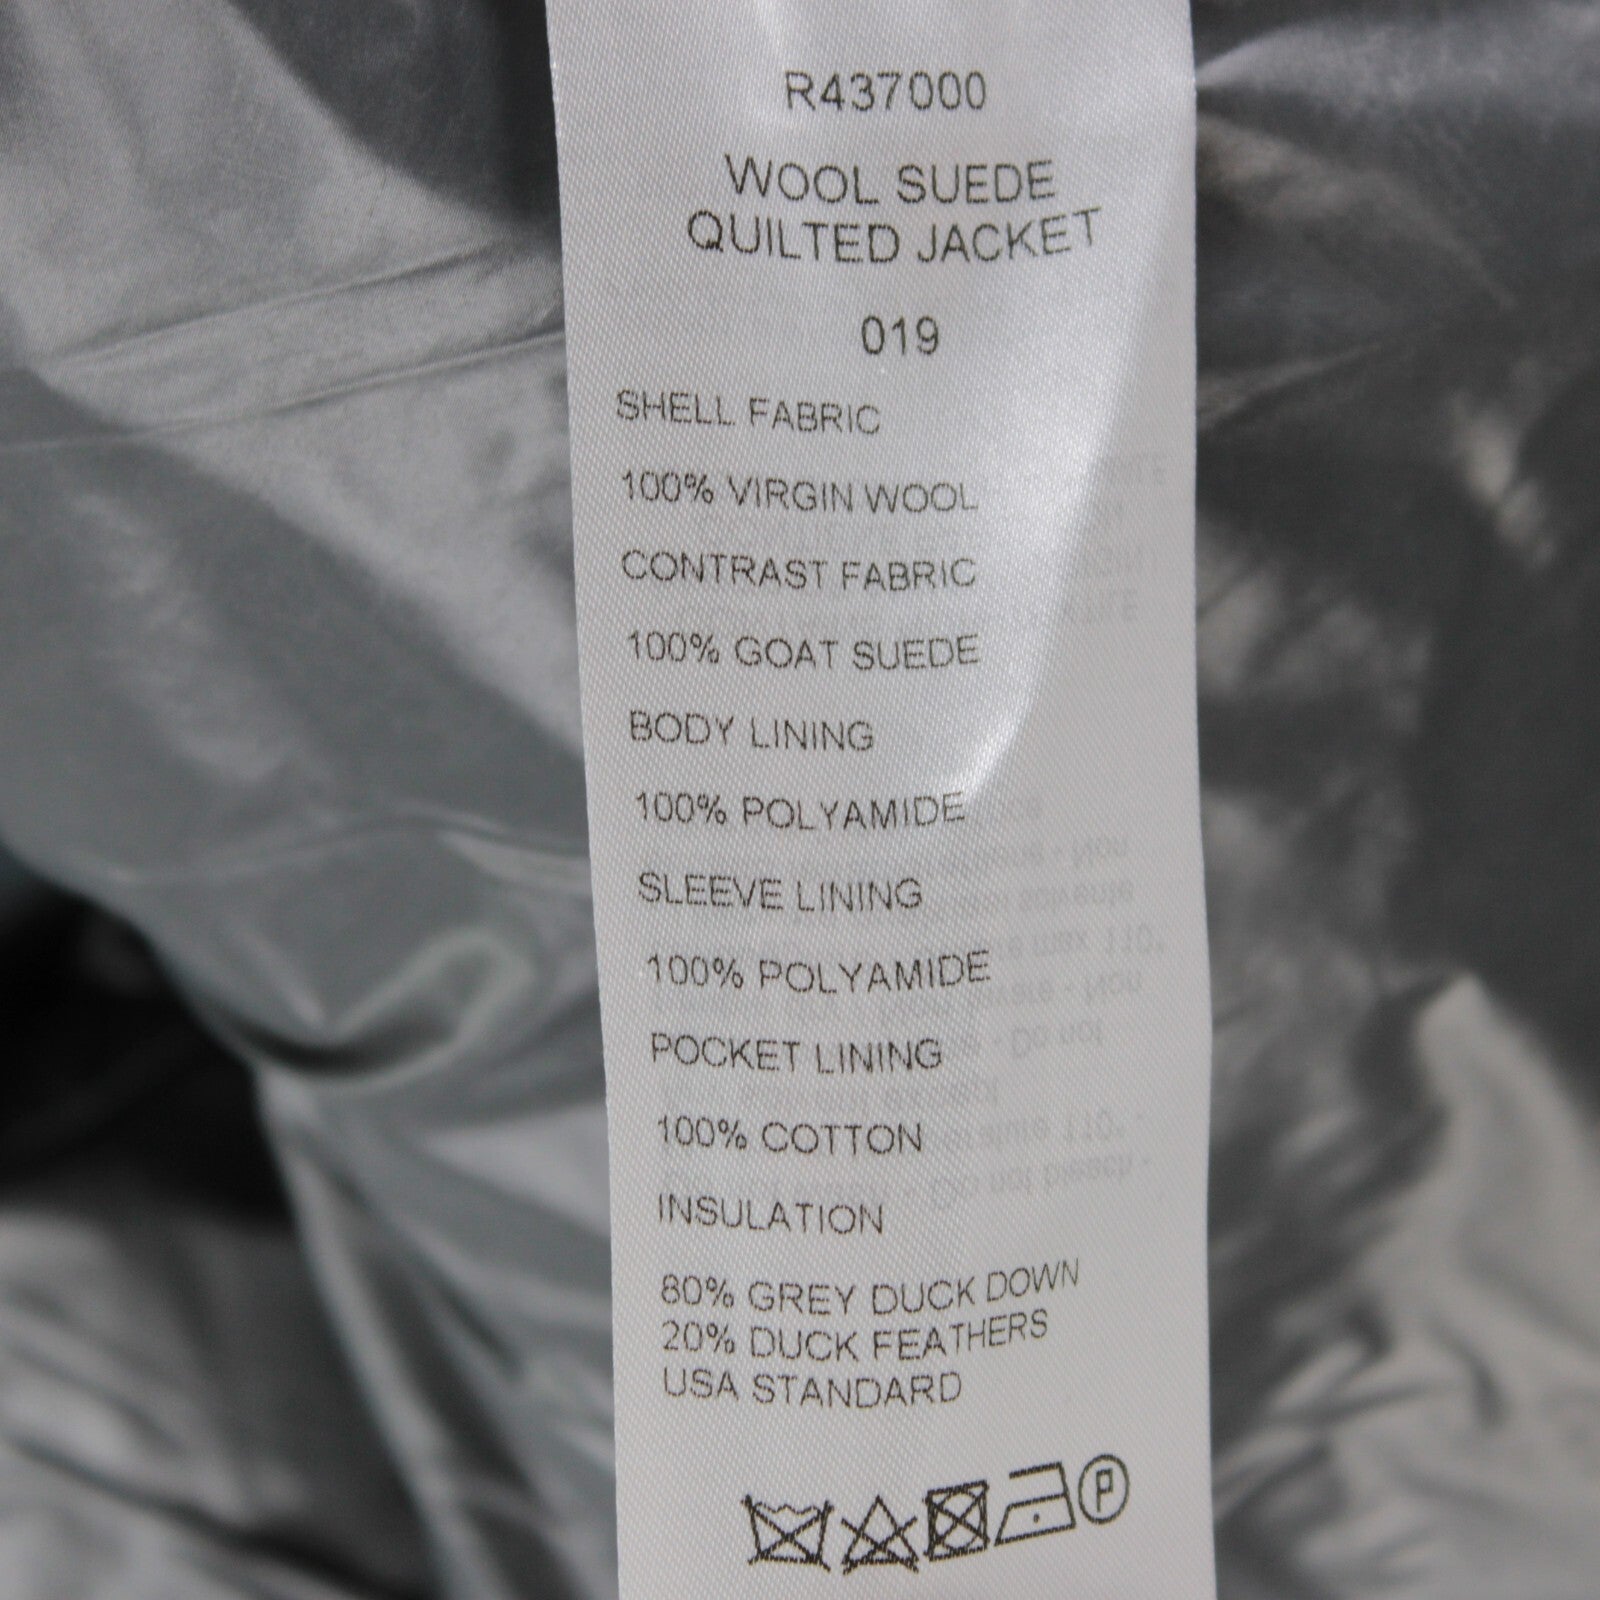 R437000
WOOL SUEDE
QUILTED JACKET
019
SHELL FABRIC
100% VIRGIN WOOL
CONTRAST FABRIC
100% GOAT SUEDE
BODY LINING
100% POLYAMIDE
SLEEVE LINING
100% POLYAMIDE
POCKET LINING
100% COTTON
INSULATION
80% GREY DUCK DOWN
20% DUCK FEATHERS
USA STANDARD
P